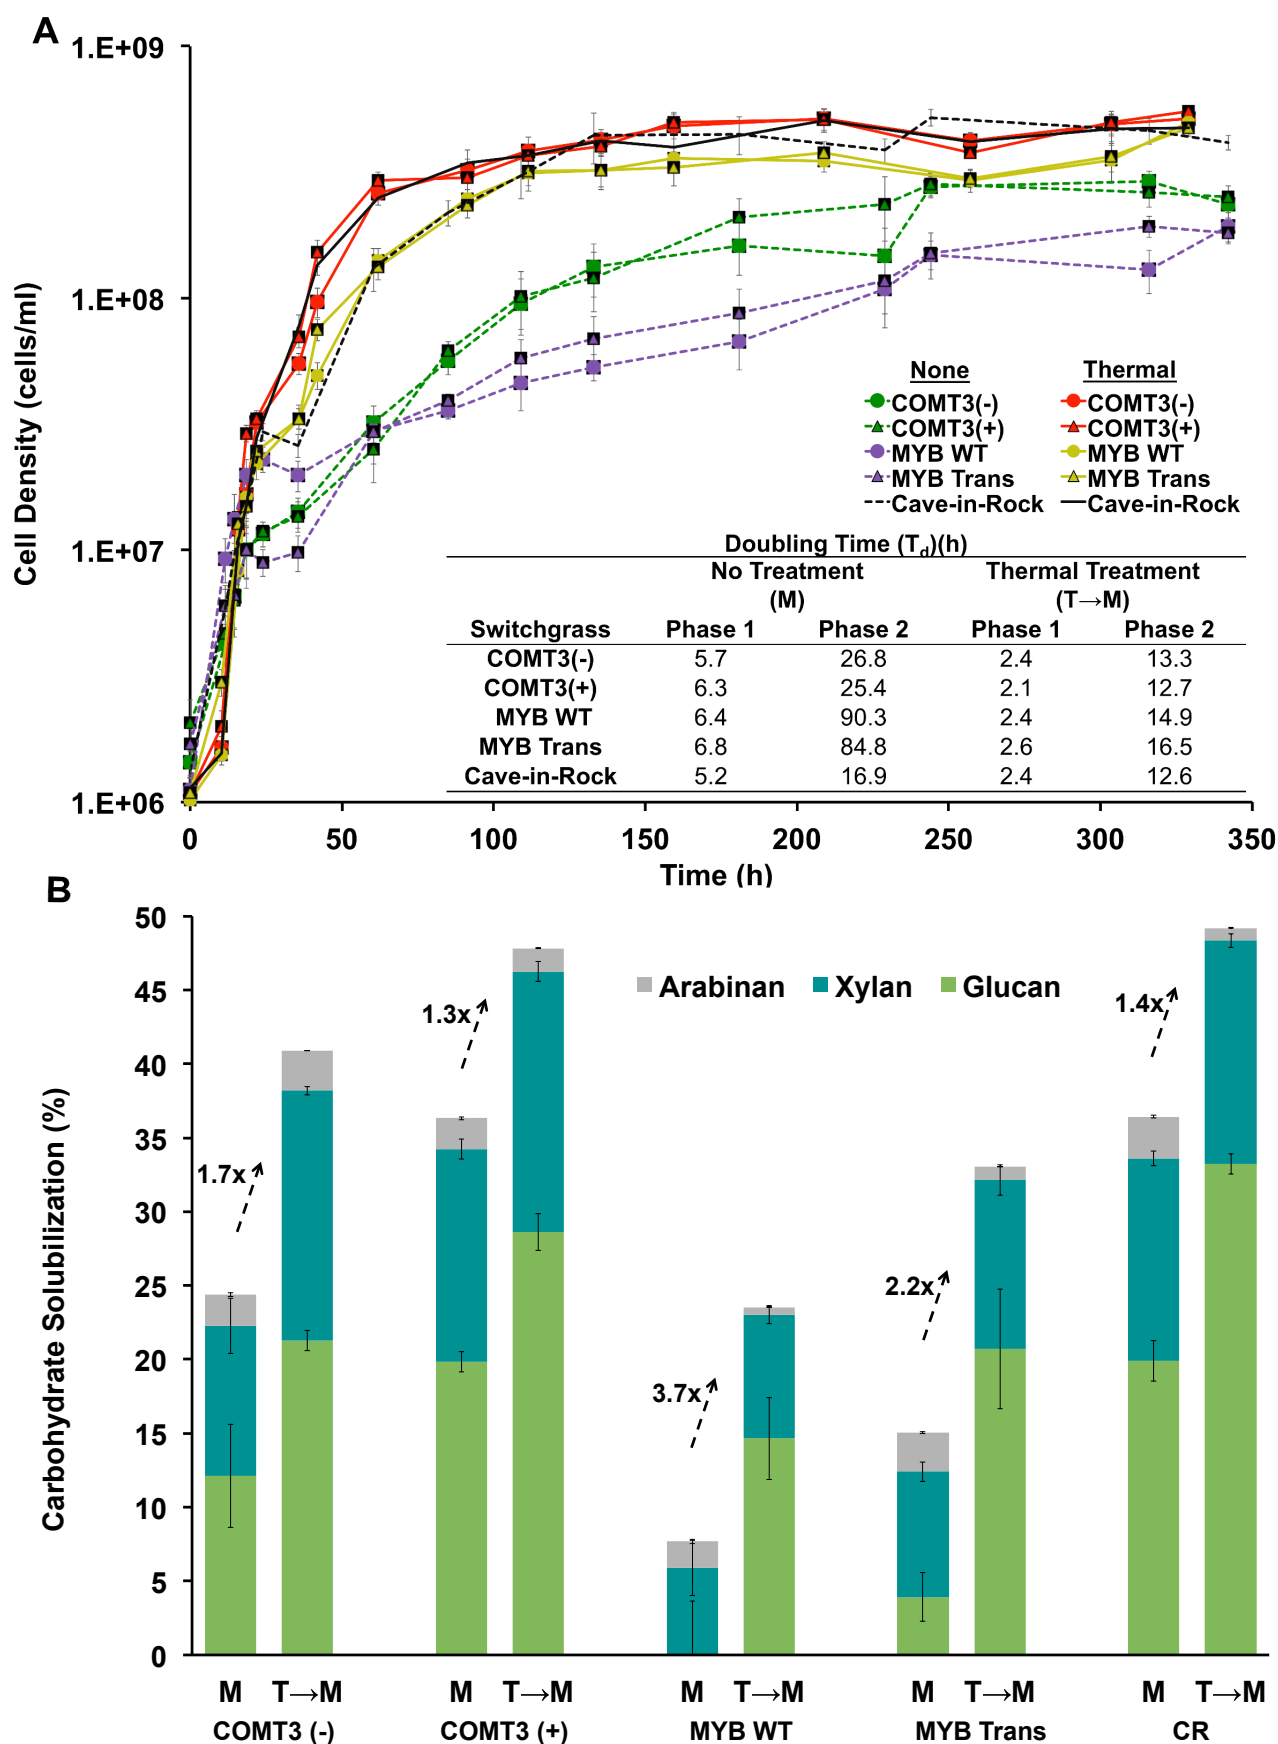 A
1.E+09
1.E+08
1.E+07
1.E+06
Cell Density (cells/ml)
None Thermal
COMT3(-) COMT3(-)
COMT3(+) COMT3(+)
MYB WT MYB WT
MYB Trans MYB Trans
Cave-in-Rock Cave-in-Rock
Doubling Time (Td)(h)
No Treatment Thermal Treatment
(M) (T→M)
Switchgrass Phase 1 Phase 2 Phase 1 Phase 2
COMT3(-) 5.7 26.8 2.4 13.3
COMT3(+) 6.3 25.4 2.1 12.7
MYB WT 6.4 90.3 2.4 14.9
MYB Trans 6.8 84.8 2.6 16.5
Cave-in-Rock 5.2 16.9 2.4 12.6
0 50 100 150 200 250 300 350
Time (h)
B
50
45
40
35
30
25
20
15
10
5
0
Carbohydrate Solubilization (%)
Arabinan Xylan Glucan
1.7x
1.3x
3.7x
2.2x
1.4x
M T→M M T→M M T→M M T→M M T→M
COMT3 (-) COMT3 (+) MYB WT MYB Trans CR